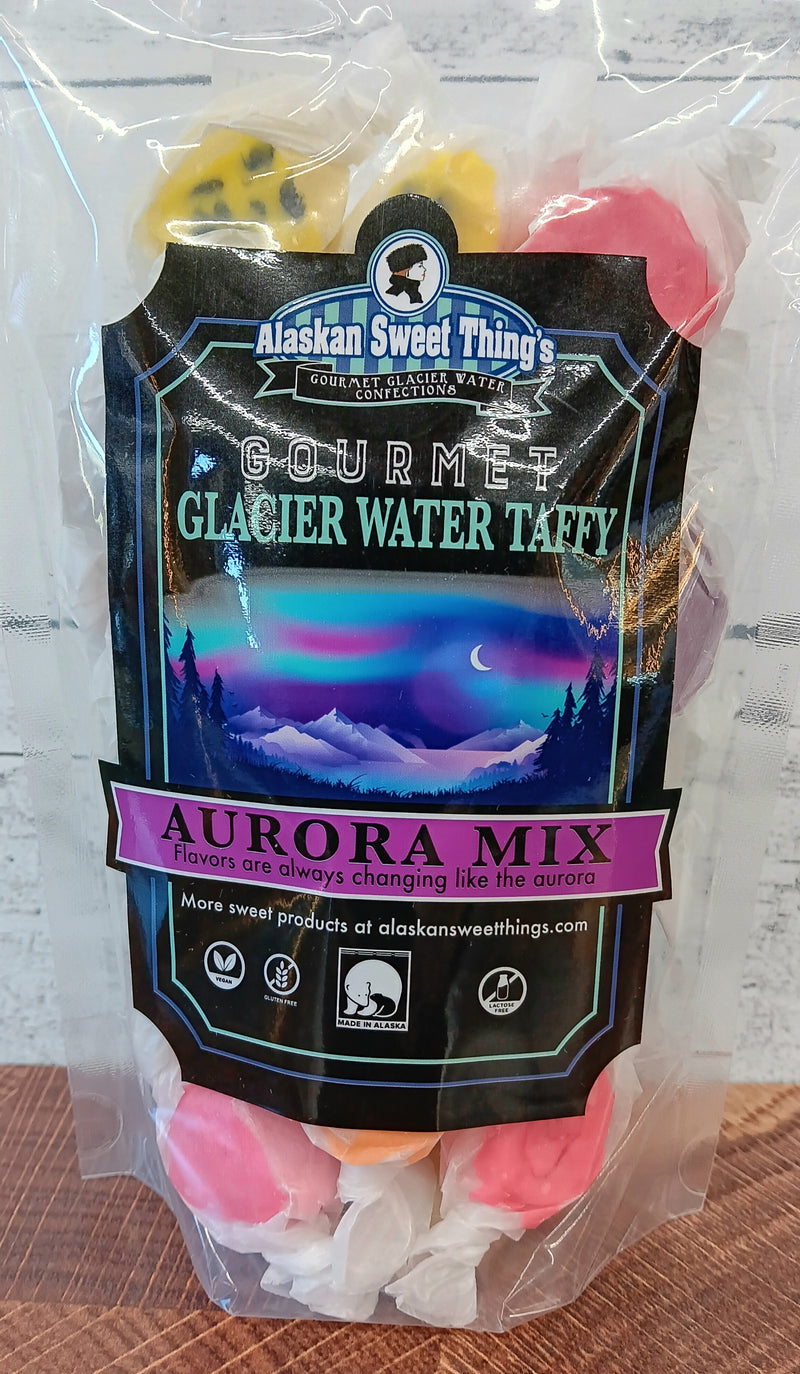 Alaskan Sweet Thing's
GOURMET GLACIER WATER
CONFECTIONS
GOURMET
GLACIER WATER TAFFY
AURORA MIX
Flavors are always changing like the aurora
More sweet products at alaskansweetthings.com
VEGAN
GLUTEN FREE
MADE IN ALASKA
LACTOSE
FREE